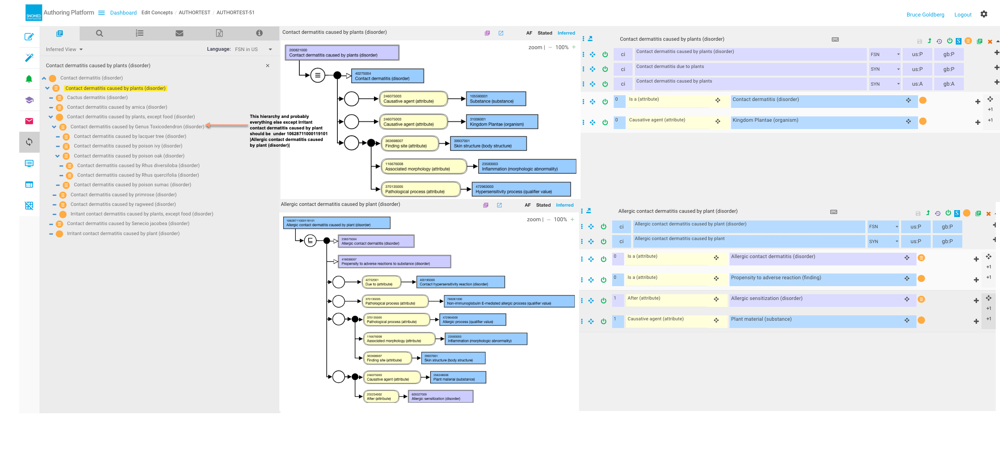 SNOMED
International
Authoring Platform
Dashboard
Edit Concepts / AUTHORTEST / AUTHORTEST-51
Bruce Goldberg
Logout
Inferred View
Language: FSN in US
Contact dermatitis caused by plants (disorder)
Contact dermatitis (disorder)
Contact dermatitis caused by plants (disorder)
Cactus dermatitis (disorder)
Contact dermatitis caused by arnica (disorder)
Contact dermatitis caused by plants, except food (disorder)
Contact dermatitis caused by Genus Toxicodendron (disorder)
Contact dermatitis caused by lacquer tree (disorder)
Contact dermatitis caused by poison ivy (disorder)
Contact dermatitis caused by poison oak (disorder)
Contact dermatitis caused by Rhus diversiloba (disorder)
Contact dermatitis caused by Rhus quercifolia (disorder)
Contact dermatitis caused by poison sumac (disorder)
Contact dermatitis caused by primrose (disorder)
Contact dermatitis caused by ragweed (disorder)
Irritant contact dermatitis caused by plants, except food (disorder)
Contact dermatitis caused by Senecio jacobea (disorder)
Irritant contact dermatitis caused by plant (disorder)
This hierarchy and probably
everything else except Irritant
contact dermatitis caused by plant
should be under 10628711000119101
|Allergic contact dermatitis caused
by plant (disorder)|
Contact dermatitis caused by plants (disorder)
AF Stated Inferred
zoom | − 100% +
200821000
Contact dermatitis caused by plants (disorder)
40275004
Contact dermatitis (disorder)
246075003
Causative agent (attribute)
105590001
Substance (substance)
246075003
Causative agent (attribute)
31006001
Kingdom Plantae (organism)
363698007
Finding site (attribute)
39937001
Skin structure (body structure)
116676008
Associated morphology (attribute)
23583003
Inflammation (morphologic abnormality)
370135005
Pathological process (attribute)
472963003
Hypersensitivity process (qualifier value)
Allergic contact dermatitis caused by plant (disorder)
AF Stated Inferred
zoom | − 100% +
10628711000119101
Allergic contact dermatitis caused by plant (disorder)
238575004
Allergic contact dermatitis (disorder)
418038007
Propensity to adverse reactions to substance (disorder)
42752001
Due to (attribute)
400195000
Contact hypersensitivity reaction (disorder)
370135005
Pathological process (attribute)
769261000
Non-immunoglobulin E-mediated allergic process (qualifier value)
370135005
Pathological process (attribute)
472964009
Allergic process (qualifier value)
116676008
Associated morphology (attribute)
23583003
Inflammation (morphologic abnormality)
363698007
Finding site (attribute)
39937001
Skin structure (body structure)
246075003
Causative agent (attribute)
256248008
Plant material (substance)
255234002
After (attribute)
609327009
Allergic sensitization (disorder)
Contact dermatitis caused by plants (disorder)
S
ci Contact dermatitis caused by plants (disorder) FSN us:P gb:P
ci Contact dermatitis due to plants SYN us:P gb:P
ci Contact dermatitis caused by plants SYN us:A gb:A
0 Is a (attribute) Contact dermatitis (disorder)
+1
0 Causative agent (attribute) Kingdom Plantae (organism) +1
Allergic contact dermatitis caused by plant (disorder)
S
ci Allergic contact dermatitis caused by plant (disorder) FSN us:P gb:P
ci Allergic contact dermatitis caused by plant SYN us:P gb:P
0 Is a (attribute) Allergic contact dermatitis (disorder)
+1
0 Is a (attribute) Propensity to adverse reaction (finding) +1
1 After (attribute) Allergic sensitization (disorder)
+1
1 Causative agent (attribute) Plant material (substance) +1